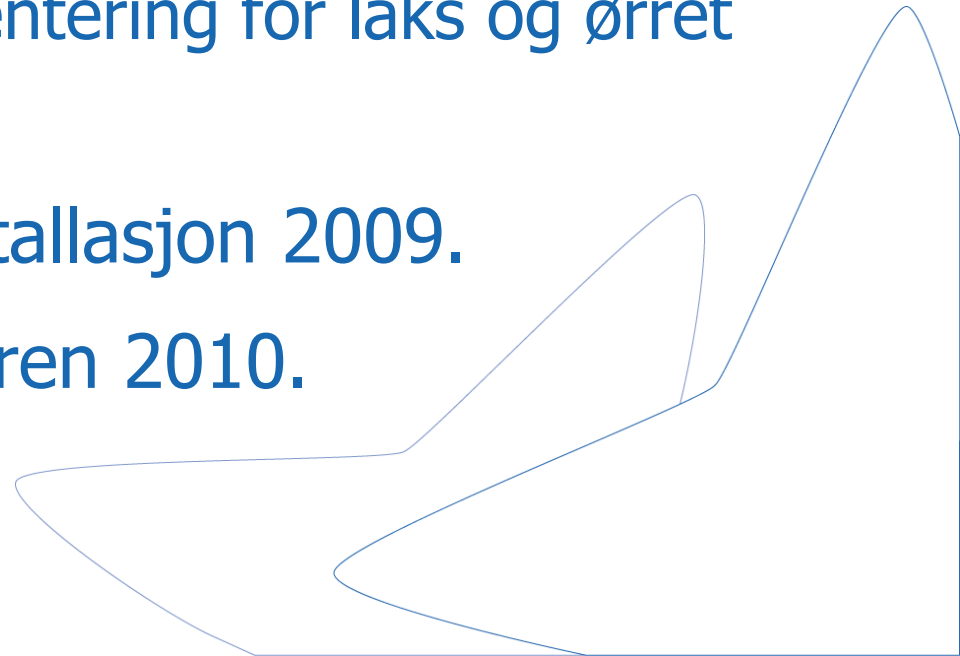 entering for laks og ørret
tallasjon 2009.
ren 2010.